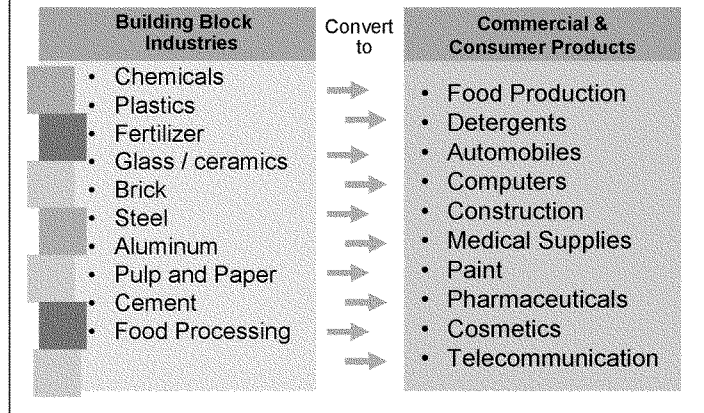 Building Block
Industries
• Chemicals
• Plastics
• Fertilizer
• Glass / ceramics
• Brick
• Steel
• Aluminum
• Pulp and Paper
• Cement
• Food Processing
Convert
to
Commercial &
Consumer Products
• Food Production
• Detergents
• Automobiles
• Computers
• Construction
• Medical Supplies
• Paint
• Pharmaceuticals
• Cosmetics
• Telecommunication